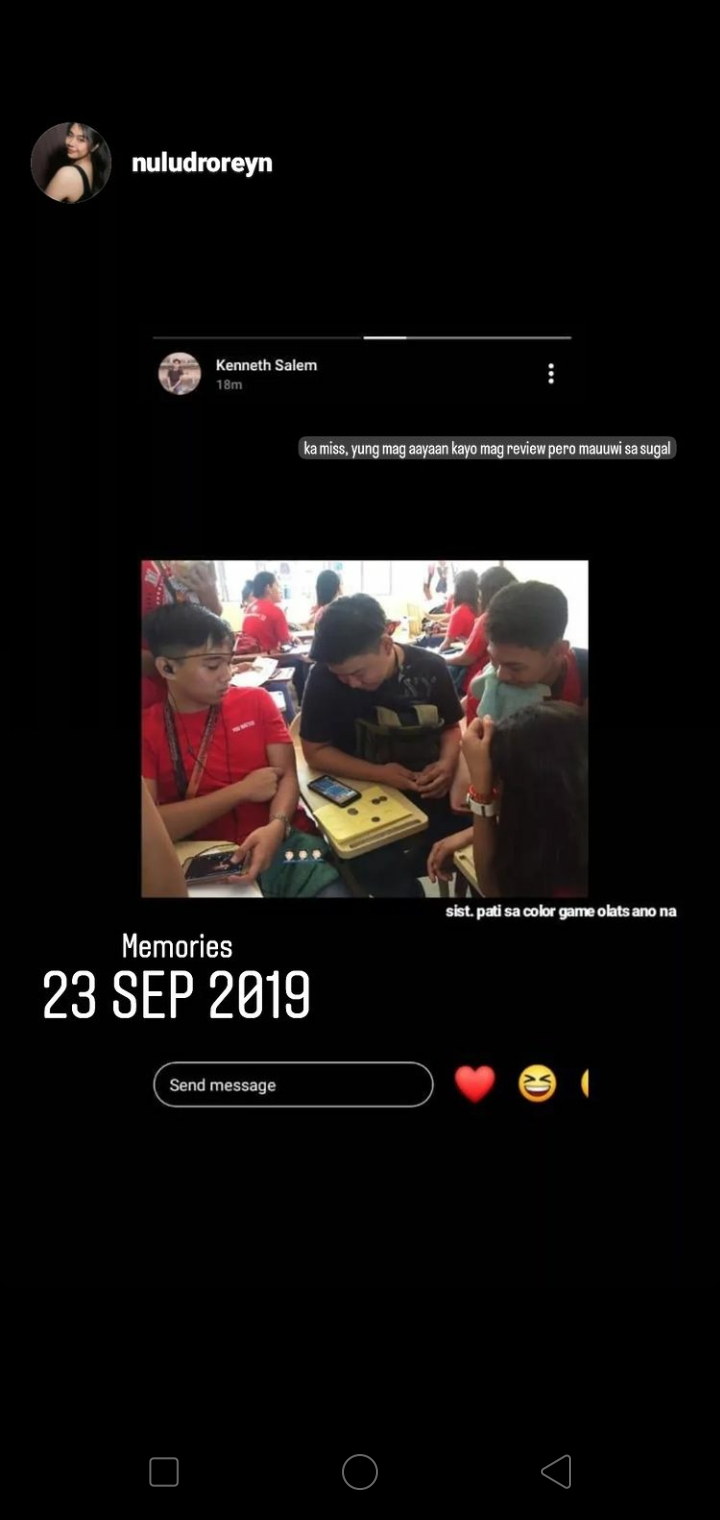 nuludroreyn
Kenneth Salem
18m
ka miss, yung mag aayaan kayo mag review pero mauuwi sa sugal
sist. pati sa color game olats ano na
Memories
23 SEP 2019
Send message